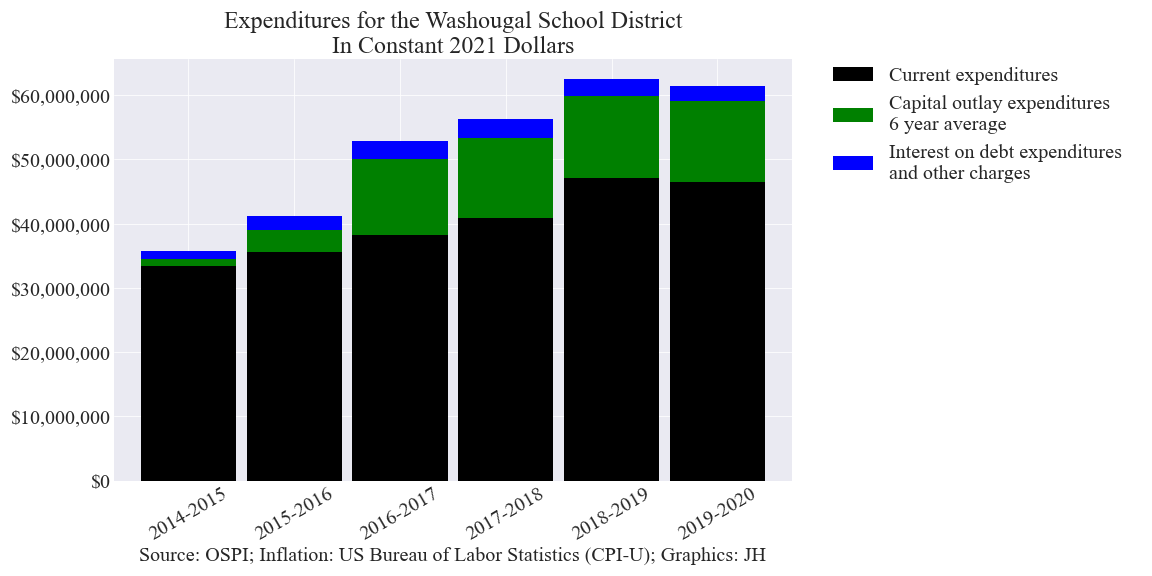 Expenditures for the Washougal School District
In Constant 2021 Dollars
$60,000,000
$50,000,000
$40,000,000
$30,000,000
$20,000,000
$10,000,000
$0
2014-2015
2015-2016
2016-2017
2017-2018
2018-2019
2019-2020
Source: OSPI; Inflation: US Bureau of Labor Statistics (CPI-U); Graphics: JH
Current expenditures
Capital outlay expenditures
6 year average
Interest on debt expenditures
and other charges